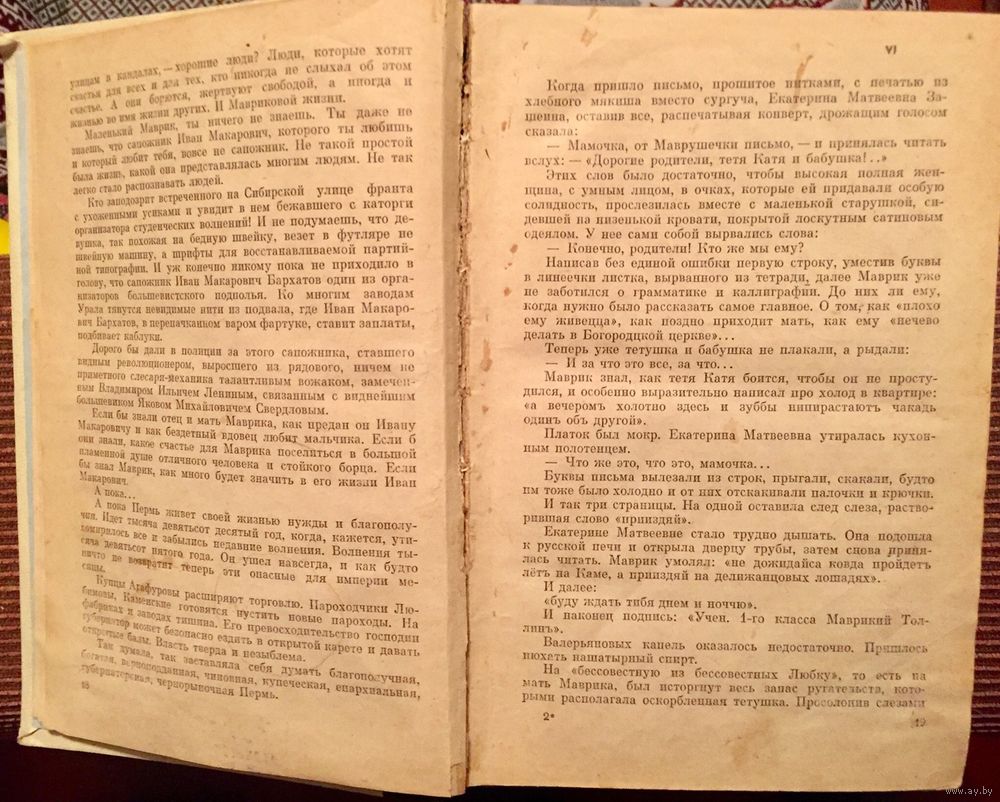 улицам в кандалах, — хорошие люди? Люди, которые хотят
счастья для всех и для тех, кто никогда не слыхал об этом
счастье. А они борются, жертвуют свободой, а иногда и
жизнью во имя жизни других. И Мавриковой жизни.
Маленький Маврик, ты ничего не знаешь. Ты даже не
знаешь, что сапожник Иван Макарович, которого ты любишь
и который любит тебя, вовсе не сапожник. Не такой простой
была жизнь, какой она представлялась многим людям. Не так
легко стало распознавать людей.
Кто заподозрит встреченного на Сибирской улице франта
с ухоженными усиками и увидит в нем бежавшего с каторги
организатора студенческих волнений! И не подумаешь, что де-
вушка, так похожая на бедную швейку, везет в футляре не
швейную машину, а шрифты для восстанавливаемой партий-
ной типографии. И уж конечно никому пока не приходило в
голову, что сапожник Иван Макарович Бархатов один из орга-
низаторов большевистского подполья. Ко многим заводам
Урала тянутся невидимые нити из подвала, где Иван Макаро-
вич Бархатов, в перепачканном варом фартуке, ставит заплаты,
подбивает каблуки.
Дорого бы дали в полиции за этого сапожника, ставшего
видным революционером, выросшего из рядового, ничем не
приметного слесаря-механика талантливым вожаком, замечен-
ным Владимиром Ильичем Лениным, связанным с виднейшим
большевиком Яковом Михайловичем Свердловым.
Если бы знали отец и мать Маврика, как предан он Ивану
Макаровичу и как бездетный вдовец любит мальчика. Если б
они знали, какое счастье для Маврика поселиться в большой
пламенной душе отличного человека и стойкого борца. Если
бы знал Маврик, как много будет значить в его жизни Иван
Макарович.
А пока...
А пока Пермь живет своей жизнью нужды и благополу-
чия. Идет тысяча девятьсот десятый год, когда, кажется, ути-
хомирилось все и забылись недавние волнения. Волнения ты-
сяча девятьсот пятого года. Он ушел навсегда, и как будто
ничто не возвратит теперь эти опасные для империи ме-
сяцы.
Купцы Агафуровы расширяют торговлю. Пароходчики Лю-
бимовы, Каменские готовятся пустить новые пароходы. На
фабриках и заводах тишина. Его превосходительство господин
губернатор может безопасно ездить в открытой карете и давать
открытые балы. Власть тверда и незыблема.
Так думала, так заставляла себя думать благополучная,
богатая, верноподданная, чиновная, купеческая, епархиальная,
губернаторская, чернорыночная Пермь.
18
VI
Когда пришло письмо, прошитое нитками, с печатью из
хлебного мякиша вместо сургуча, Екатерина Матвеевна За-
шеина, оставив все, распечатывая конверт, дрожащим голосом
сказала:
— Мамочка, от Маврушечки письмо, — и принялась читать
вслух: — «Дорогие родители, тетя Катя и бабушка!..»
Этих слов было достаточно, чтобы высокая полная жен-
щина, с умным лицом, в очках, которые ей придавали особую
солидность, прослезилась вместе с маленькой старушкой, си-
девшей на низенькой кровати, покрытой лоскутным сатиновым
одеялом. У нее сами собой вырвались слова:
— Конечно, родители! Кто же мы ему?
Написав без единой ошибки первую строку, уместив буквы
в линеечки листка, вырванного из тетради, далее Маврик уже
не заботился о грамматике и каллиграфии. До них ли ему,
когда нужно было рассказать самое главное. О том, как «плохо
ему живецца», как поздно приходит мать, как ему «нечево
делать в Богородцкой церкве»...
Теперь уже тетушка и бабушка не плакали, а рыдали:
— И за что это все, за что...
Маврик знал, как тетя Катя боится, чтобы он не просту-
дился, и особенно выразительно написал про холод в квартире:
«а вечеромъ холотно здесь и зуббы нипирастаютъ чакадь
одинъ обь другой».
Платок был мокр. Екатерина Матвеевна утиралась кухон-
ным полотенцем.
— Что же это, что это, мамочка...
Буквы письма вылезали из строк, прыгали, скакали, будто
им тоже было холодно и от них отскакивали палочки и крючки.
И так три страницы. На одной оставила след слеза, раство-
рившая слово «прииздяй».
Екатерине Матвеевне стало трудно дышать. Она подошла
к русской печи и открыла дверцу трубы, затем снова приня-
лась читать. Маврик умолял: «не дожидайса ковда пройдетъ
лётъ на Каме, а прииздяй на делижанцовых лошадях».
И далее:
«буду ждать тибя днем и ноччю».
И наконец подпись: «Учен. 1-го класса Маврикий Тол-
линъ».
Валерьяновых капель оказалось недостаточно. Пришлось
нюхать нашатырный спирт.
На «бессовестную из бессовестных Любку», то есть на
мать Маврика, был исторгнут весь запас ругательств, кото-
рыми располагала оскорбленная тетушка. Просолонив слезами
2*
19
www.ay.by